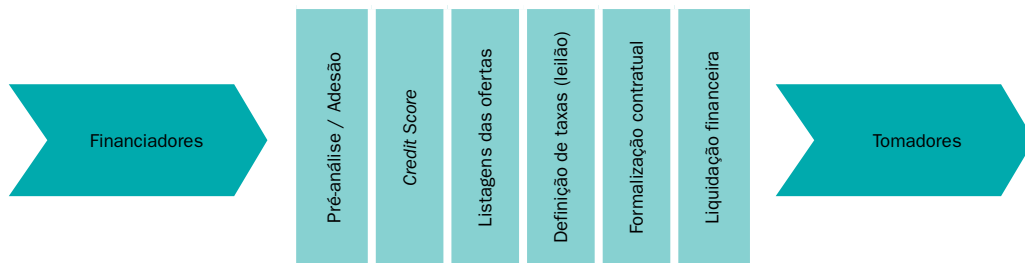 Financiadores
Pré-análise / Adesão
Credit Score
Listagens das ofertas
Definição de taxas (leilão)
Formalização contratual
Liquidação financeira
Tomadores